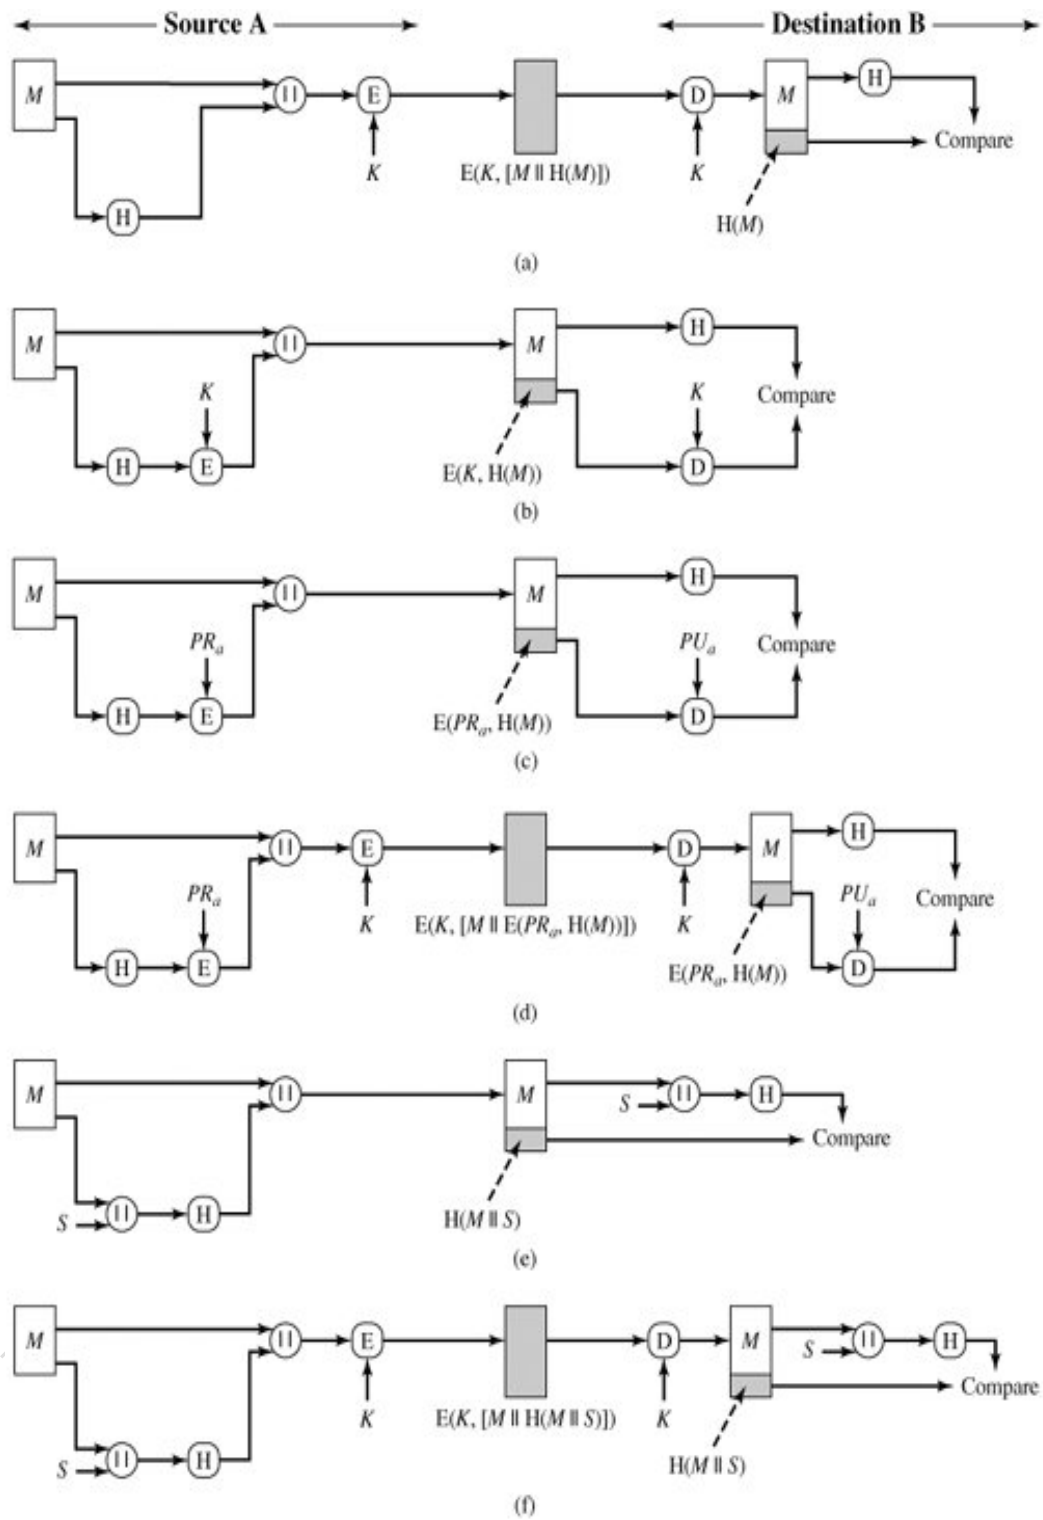 Source A Destination B
M || E D M H
Compare
K E(K, [M || H(M)]) K
H H(M)
(a)
M || M H
K K Compare
H E D
E(K, H(M))
(b)
M || M H
PRa PUa Compare
H E D
E(PRa, H(M))
(c)
M || E D M H
PRa K E(K, [M || E(PRa, H(M))]) K PUa Compare
H E E(PRa, H(M)) D
(d)
M || M S || H
Compare
S || H H(M || S)
(e)
M || E D M S || H
Compare
K E(K, [M || H(M || S)]) K
S || H H(M || S)
(f)